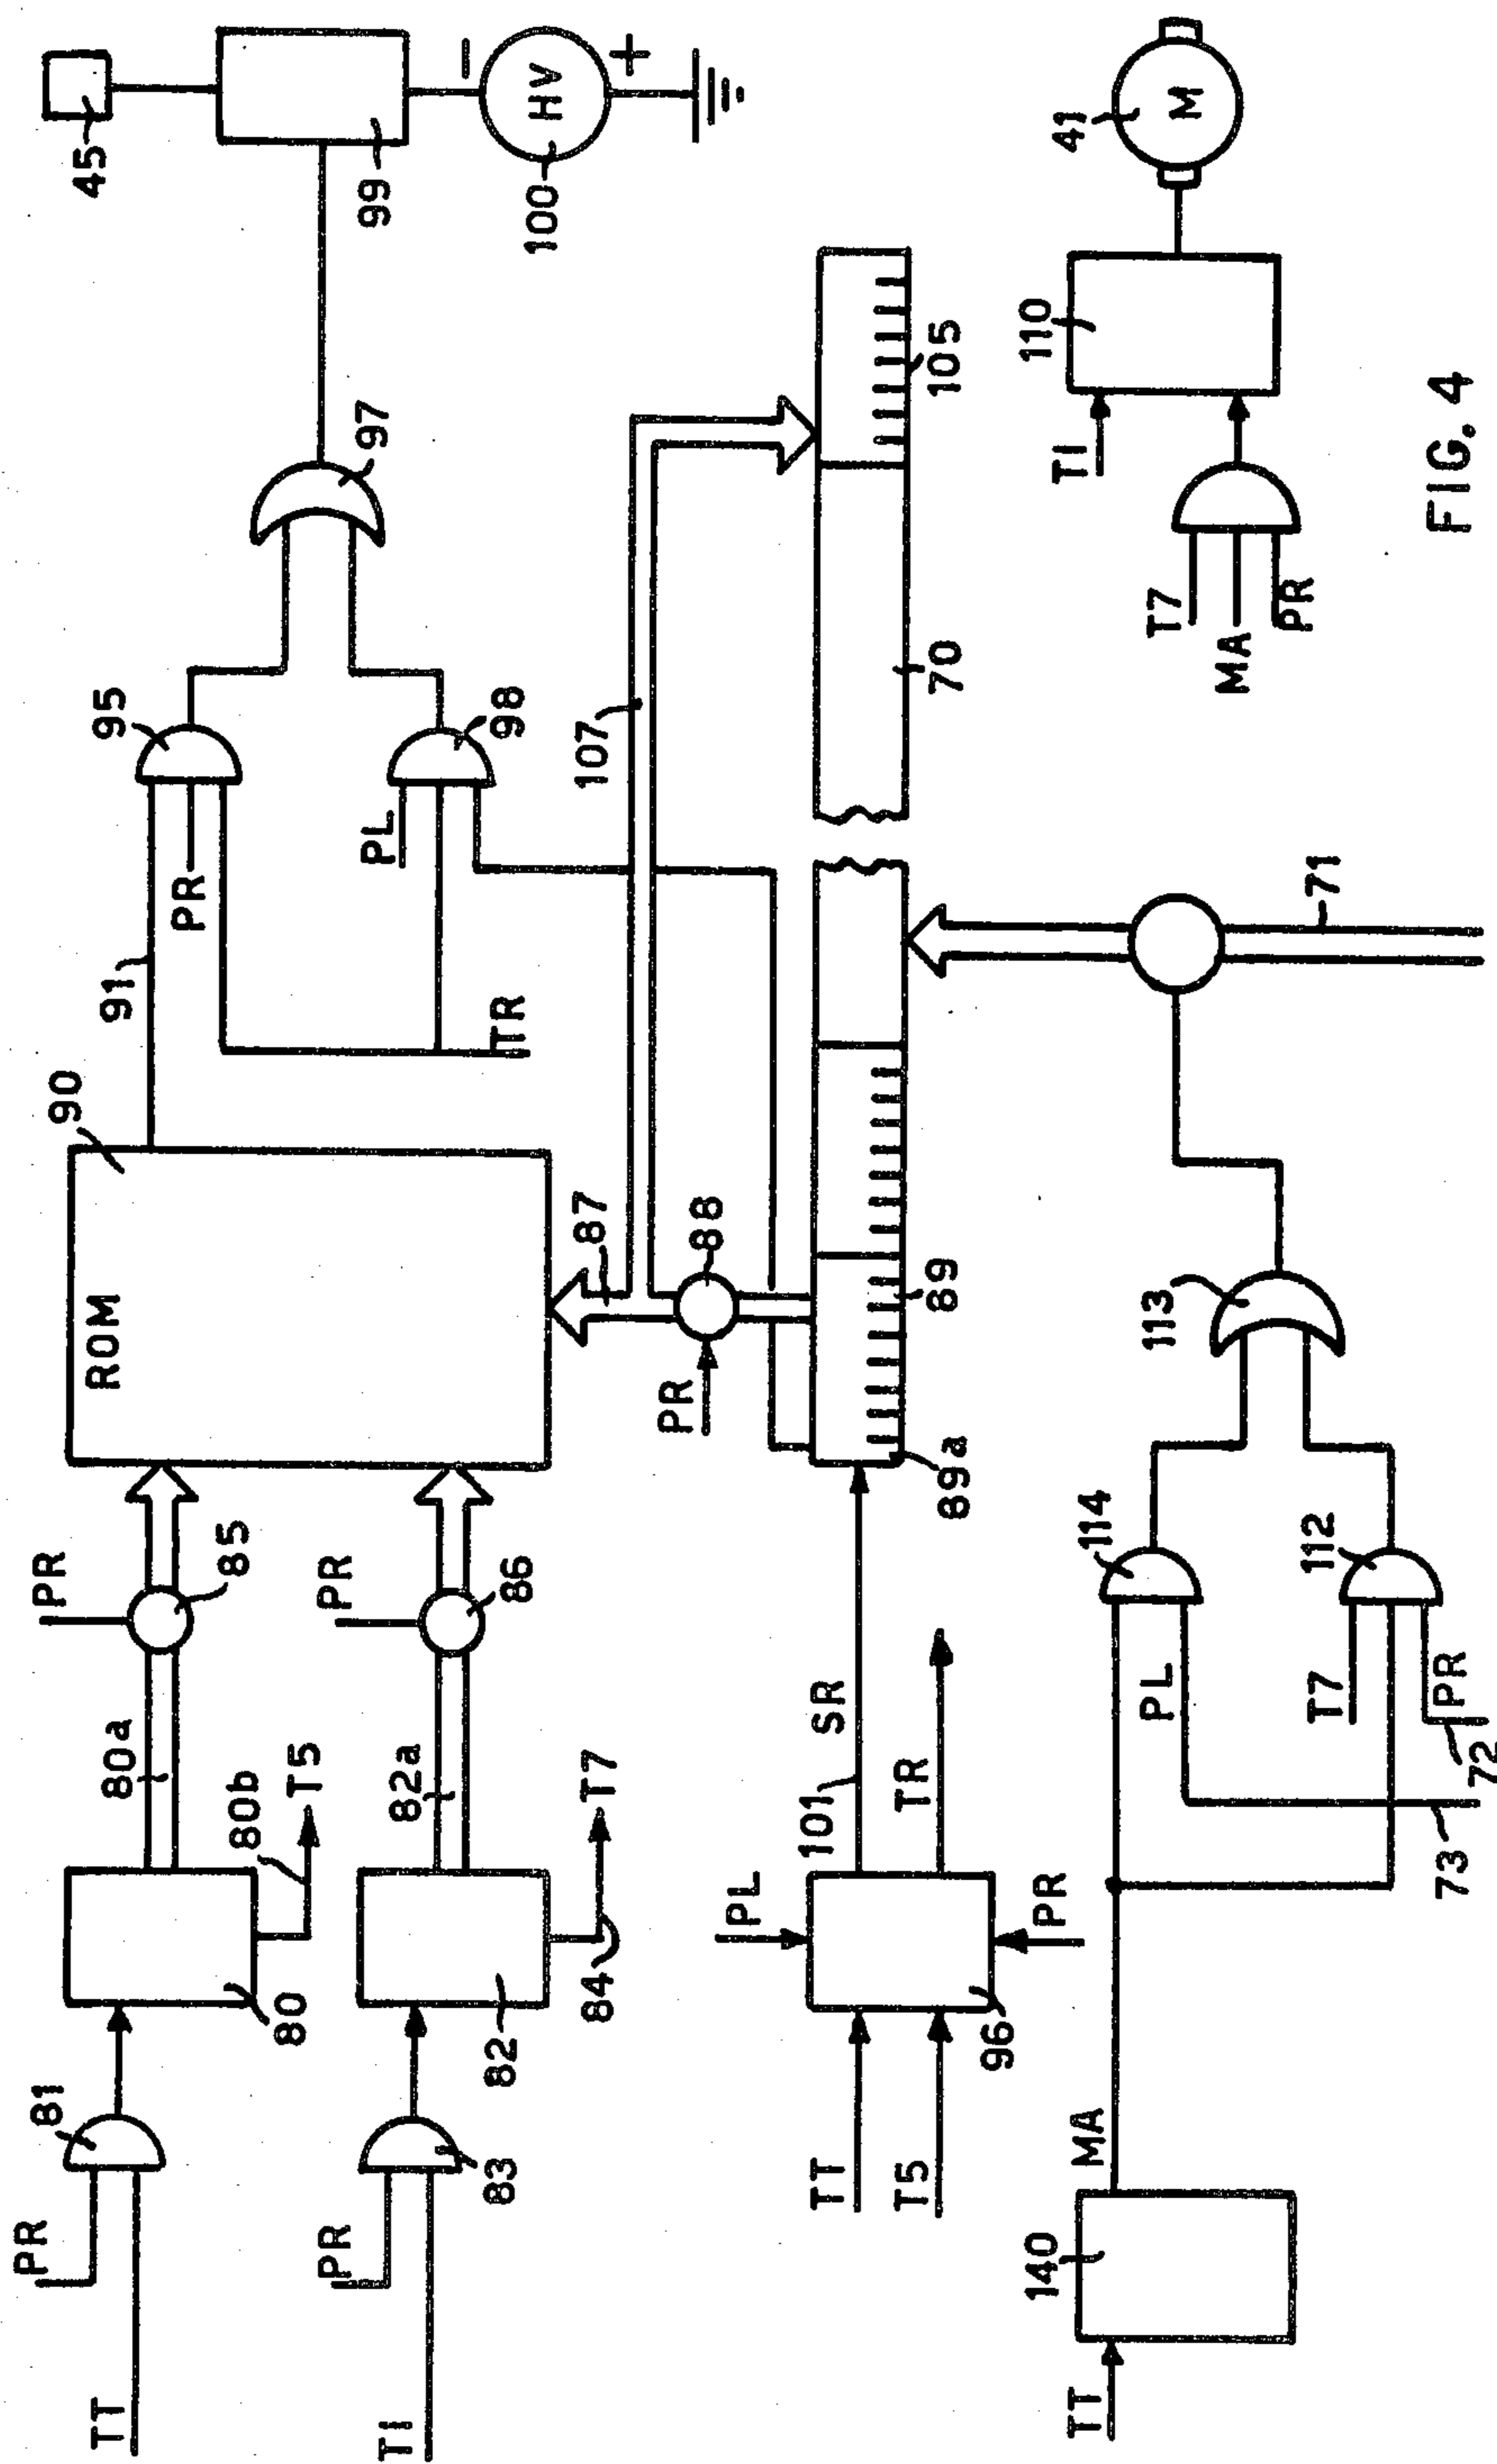 TT
PR
81
80
80b
T5
80a
PR
85
ROM
90
91
PR
95
97
45
99
100
HV
−
+
TI
PR
83
82
84
T7
82a
PR
86
87
88
PR
TR
PL
98
107
TT
T5
96
PL
PR
101
SR
TR
89a
89
70
105
TT
140
MA
73
72
PL
114
T7
PR
112
113
71
T7
MA
PR
TI
110
41
M
FIG. 4